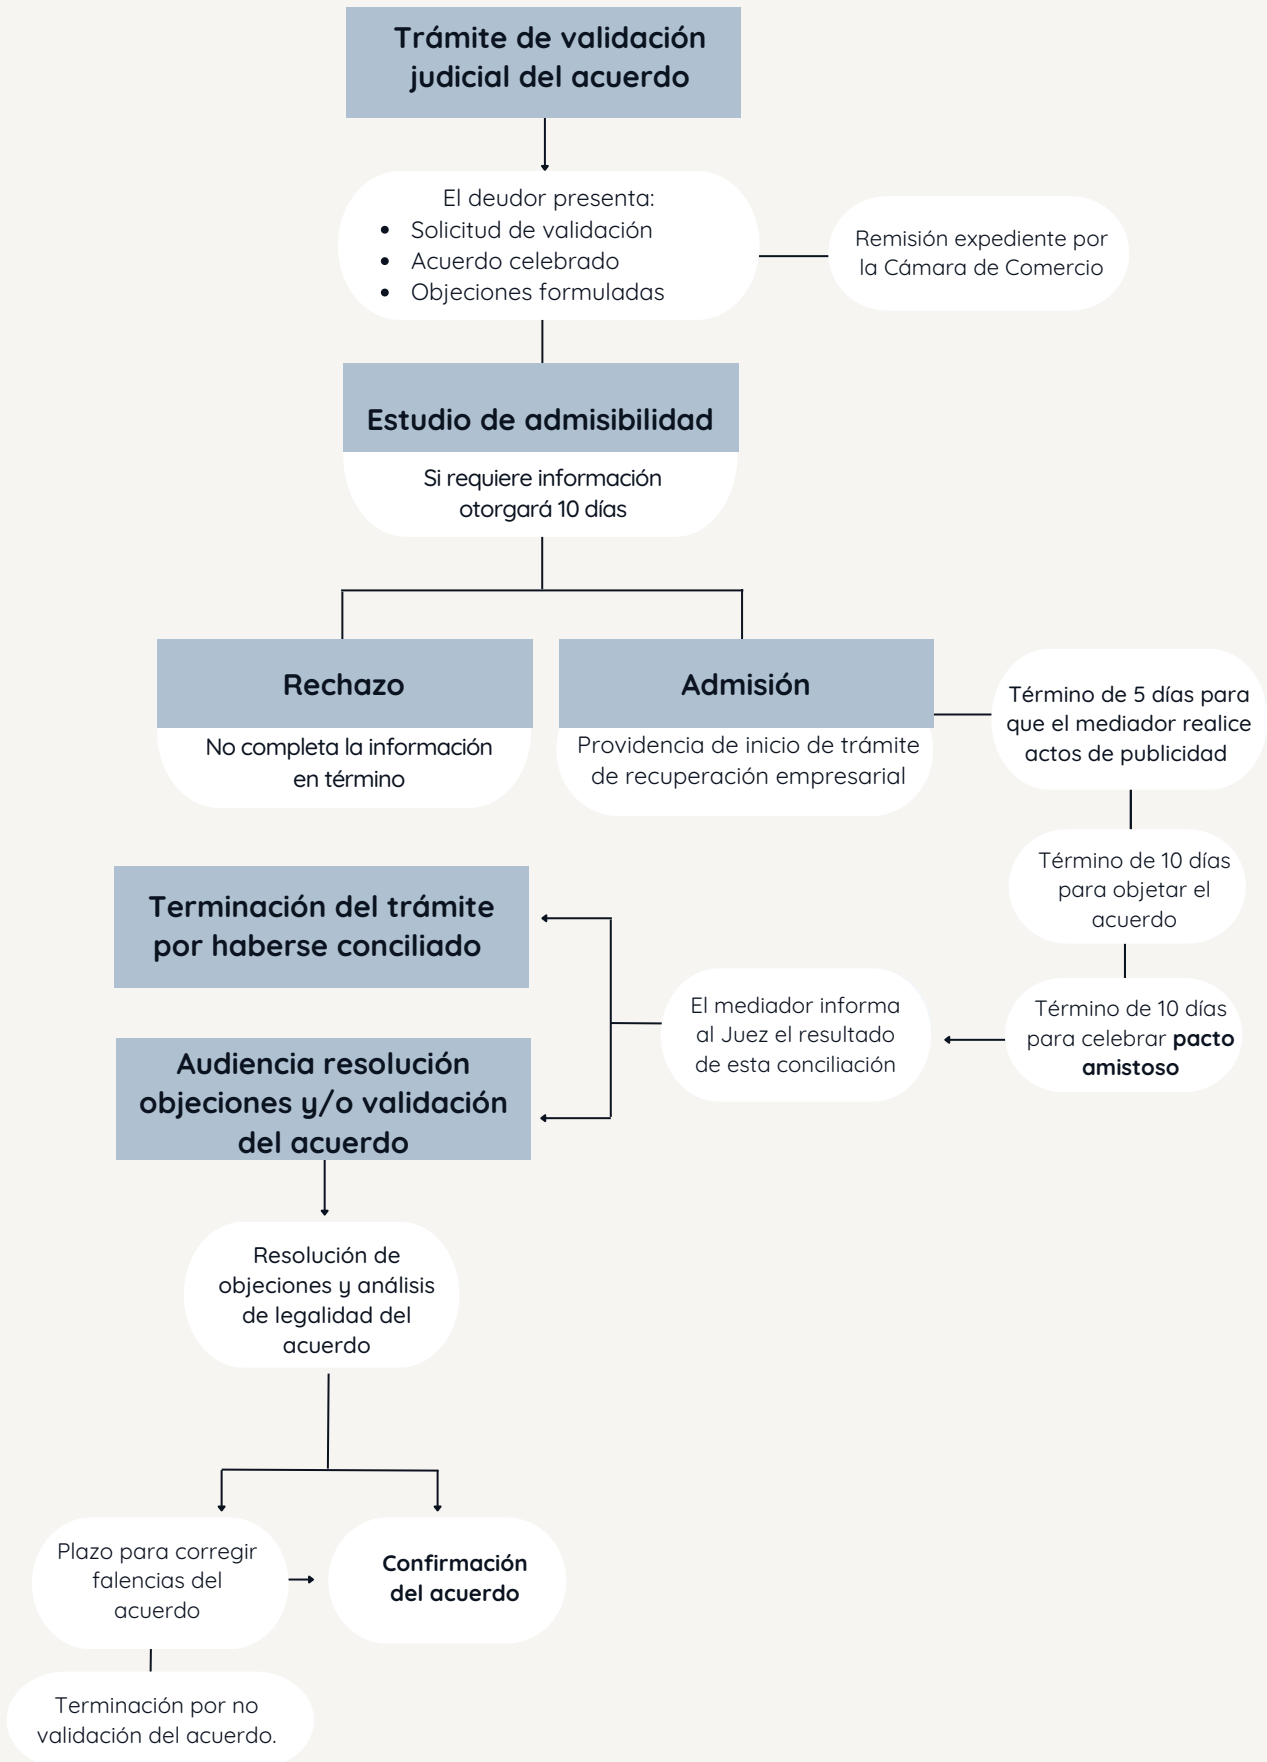 Trámite de validación
judicial del acuerdo
El deudor presenta:
• Solicitud de validación
• Acuerdo celebrado
• Objeciones formuladas
Remisión expediente por
la Cámara de Comercio
Estudio de admisibilidad
Si requiere información
otorgará 10 días
Rechazo
No completa la información
en término
Admisión
Providencia de inicio de trámite
de recuperación empresarial
Término de 5 días para
que el mediador realice
actos de publicidad
Término de 10 días
para objetar el
acuerdo
Término de 10 días
para celebrar pacto
amistoso
El mediador informa
al Juez el resultado
de esta conciliación
Terminación del trámite
por haberse conciliado
Audiencia resolución
objeciones y/o validación
del acuerdo
Resolución de
objeciones y análisis
de legalidad del
acuerdo
Plazo para corregir
falencias del
acuerdo
Confirmación
del acuerdo
Terminación por no
validación del acuerdo.